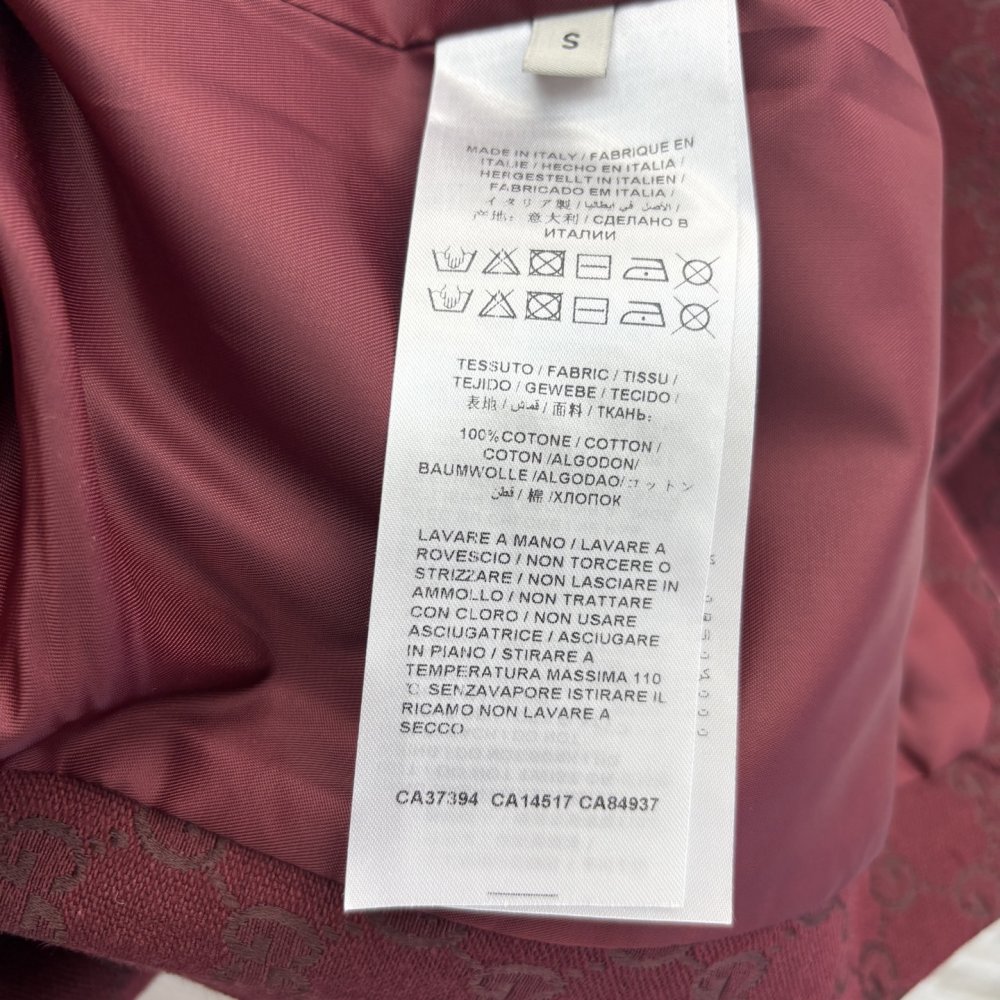 S
MADE IN ITALY / FABRIQUE EN
ITALIE / HECHO EN ITALIA /
HERGESTELLT IN ITALIEN /
FABRICADO EM ITALIA /
イタリア製 / الأصل في ايطاليا /
产地: 意大利 / СДЕЛАНО В
ИТАЛИИ
TESSUTO / FABRIC / TISSU /
TEJIDO / GEWEBE / TECIDO /
表地 / قمش / 面料 / ТКАНЬ:
100% COTONE / COTTON /
COTON /ALGODON/
BAUMWOLLE /ALGODAO/コットン
قطن / 棉 /ХЛОПОК
LAVARE A MANO / LAVARE A
ROVESCIO / NON TORCERE O
STRIZZARE / NON LASCIARE IN
AMMOLLO / NON TRATTARE
CON CLORO / NON USARE
ASCIUGATRICE / ASCIUGARE
IN PIANO / STIRARE A
TEMPERATURA MASSIMA 110
°C SENZAVAPORE ISTIRARE IL
RICAMO NON LAVARE A
SECCO
CA37394 CA14517 CA84937